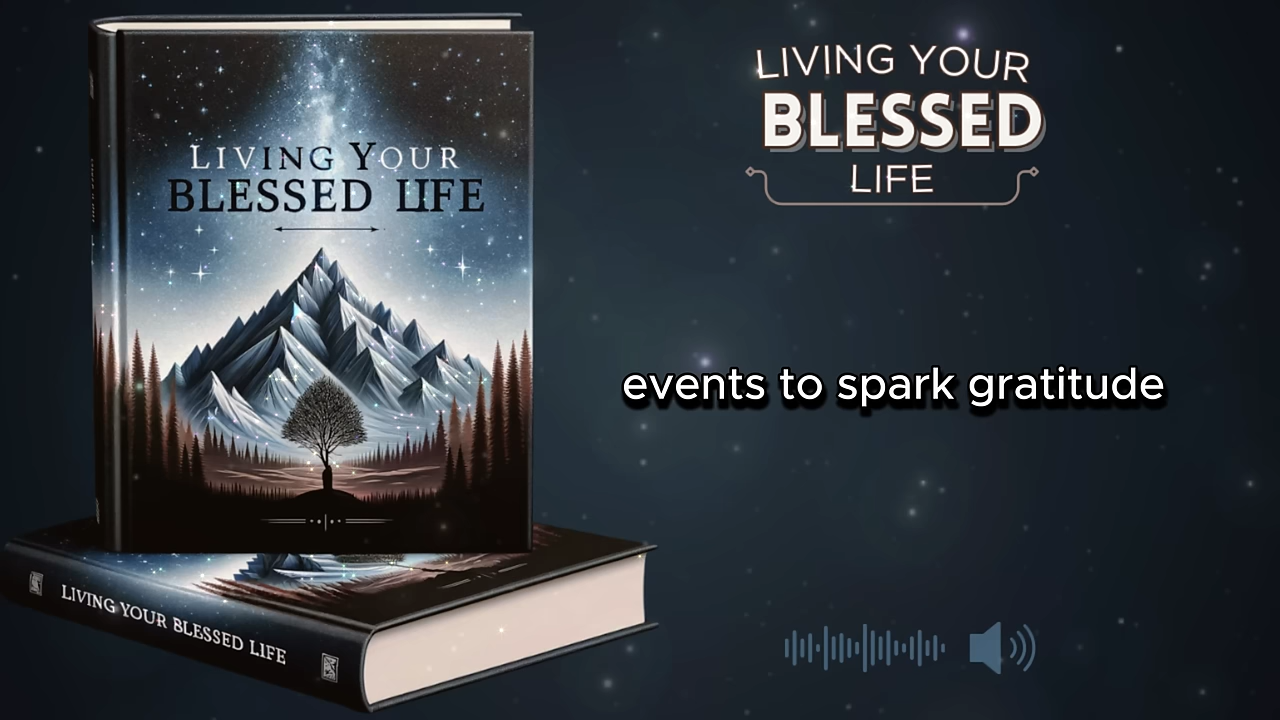 LIVING YOUR
BLESSED LIFE
LIVING YOUR BLESSED LIFE
LIVING YOUR
BLESSED
LIFE
events to spark gratitude